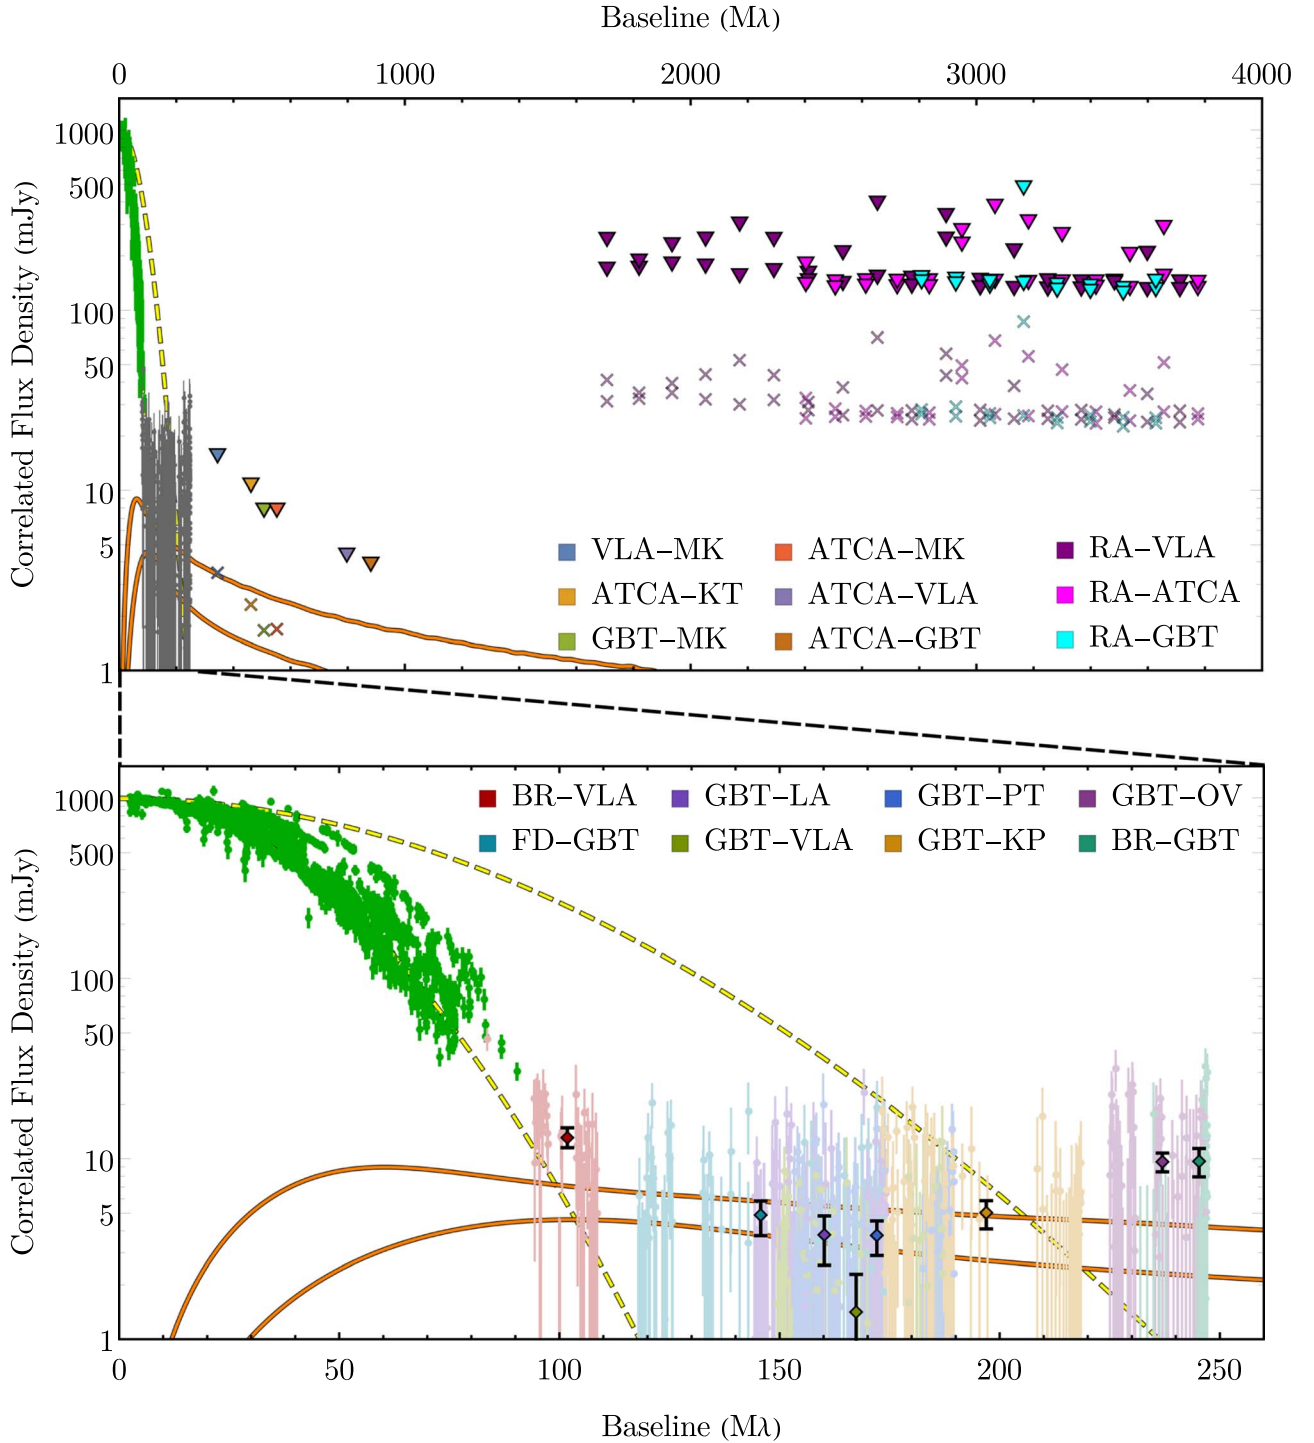 Baseline (Mλ)
0 1000 2000 3000 4000
Correlated Flux Density (mJy)
1000
500
100
50
10
5
1
VLA–MK ATCA–MK RA–VLA
ATCA–KT ATCA–VLA RA–ATCA
GBT–MK ATCA–GBT RA–GBT
Correlated Flux Density (mJy)
1000
500
100
50
10
5
1
BR–VLA GBT–LA GBT–PT GBT–OV
FD–GBT GBT–VLA GBT–KP BR–GBT
0 50 100 150 200 250
Baseline (Mλ)